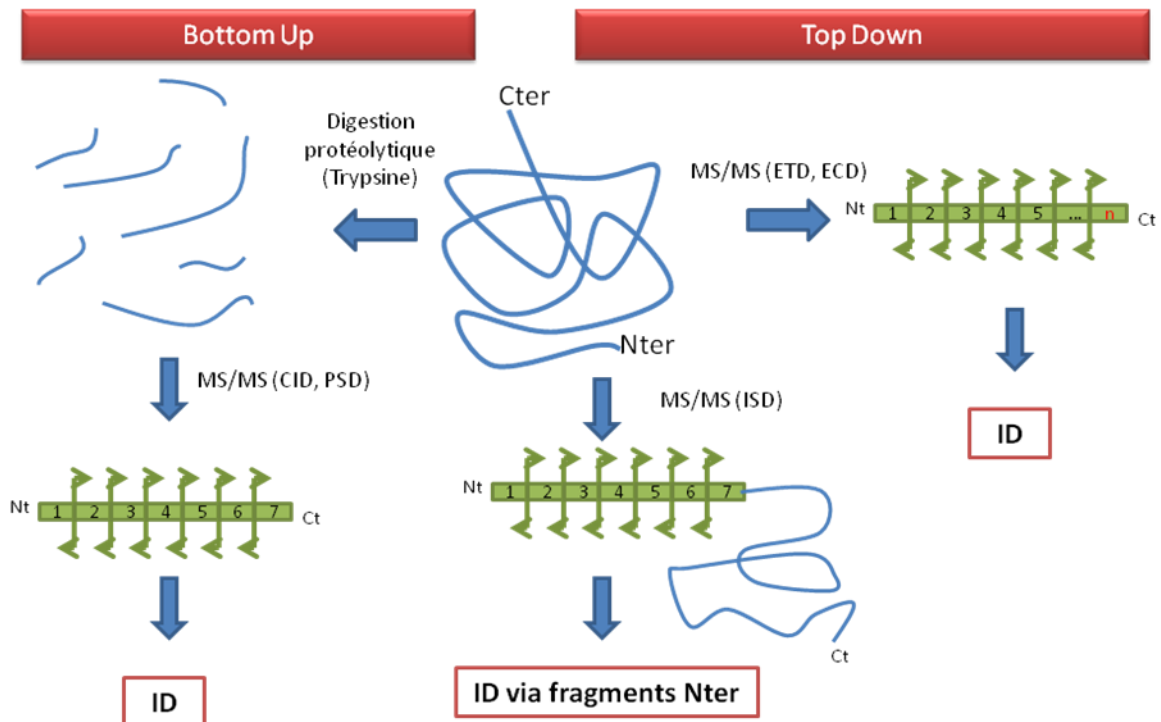 Bottom Up
Top Down
Cter
Digestion
protéolytique
(Trypsine)
MS/MS (ETD, ECD)
Nt 1 2 3 4 5 ... n Ct
Nter
MS/MS (CID, PSD)
MS/MS (ISD)
ID
Nt 1 2 3 4 5 6 7 Ct
Nt 1 2 3 4 5 6 7
Ct
ID
ID via fragments Nter